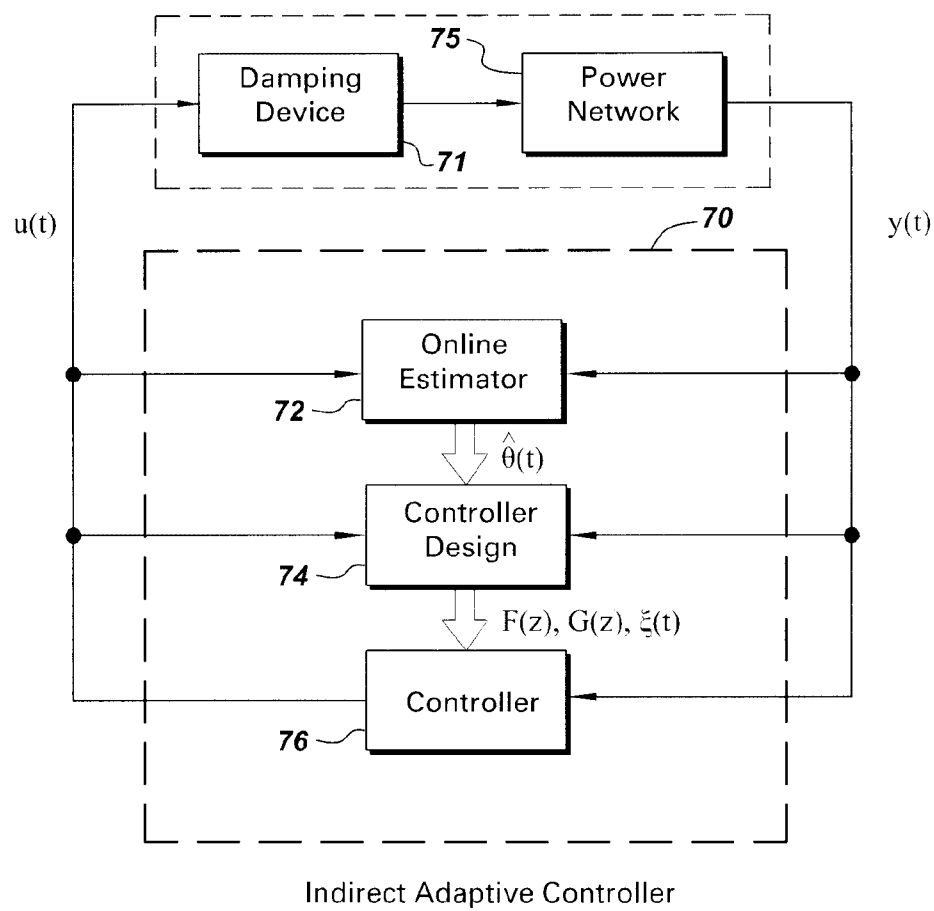 75
Damping
Device
71
Power
Network
u(t)
70
y(t)
Online
Estimator
72
θ̂(t)
Controller
Design
74
F(z), G(z), ξ(t)
Controller
76
Indirect Adaptive Controller